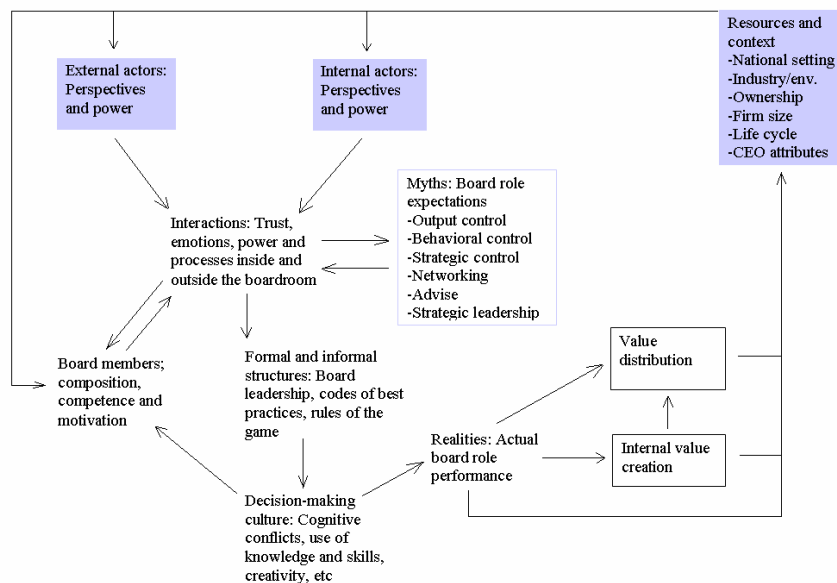 External actors:
Perspectives
and power
Internal actors:
Perspectives
and power
Resources and
context
-National setting
-Industry/env.
-Ownership
-Firm size
-Life cycle
-CEO attributes
Interactions: Trust,
emotions, power and
processes inside and
outside the boardroom
Myths: Board role
expectations
-Output control
-Behavioral control
-Strategic control
-Networking
-Advise
-Strategic leadership
Board members;
composition,
competence and
motivation
Formal and informal
structures: Board
leadership, codes of best
practices, rules of the
game
Value
distribution
Realities: Actual
board role
performance
Internal value
creation
Decision-making
culture: Cognitive
conflicts, use of
knowledge and skills,
creativity, etc